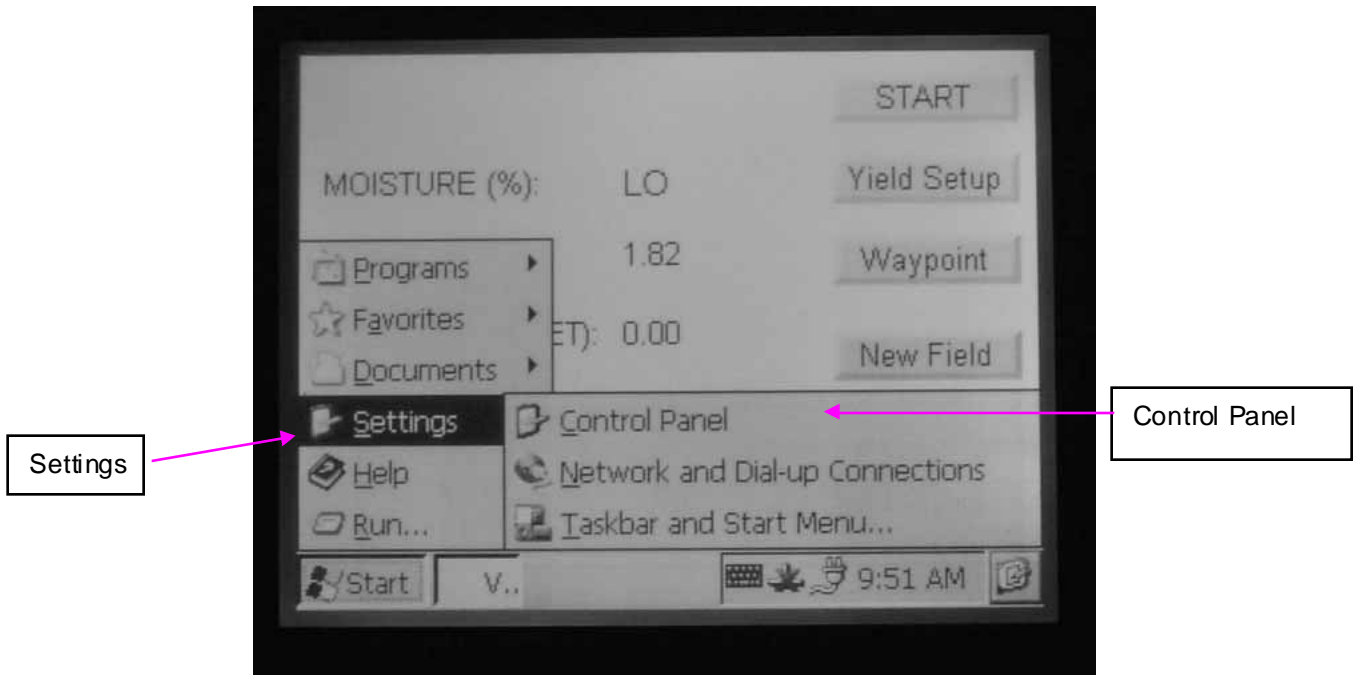 START
MOISTURE (%): LO
Yield Setup
1.82
Waypoint
Programs
Favorites
ET): 0.00
Documents
New Field
Settings
Control Panel
Control Panel
Settings
Help
Network and Dial-up Connections
Run...
Taskbar and Start Menu...
Start
V..
9:51 AM